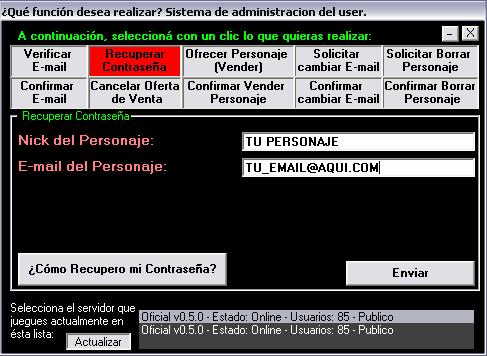 ¿Qué función desea realizar? Sistema de administracion del user.
A continuación, seleccioná con un clic lo que quieras realizar:
- X
Verificar E-mail
Recuperar Contraseña
Ofrecer Personaje (Vender)
Solicitar cambiar E-mail
Solicitar Borrar Personaje
Confirmar E-mail
Cancelar Oferta de Venta
Confirmar Vender Personaje
Confirmar cambiar E-mail
Confirmar Borrar Personaje
Recuperar Contraseña
Nick del Personaje: TU PERSONAJE
E-mail del Personaje: TU_EMAIL@AQUI.COM
¿Cómo Recupero mi Contraseña?
Enviar
Selecciona el servidor que
juegues actualmente en
ésta lista:
Actualizar
Oficial v0.5.0 - Estado: Online - Usuarios: 85 - Publico
Oficial v0.5.0 - Estado: Online - Usuarios: 85 - Publico